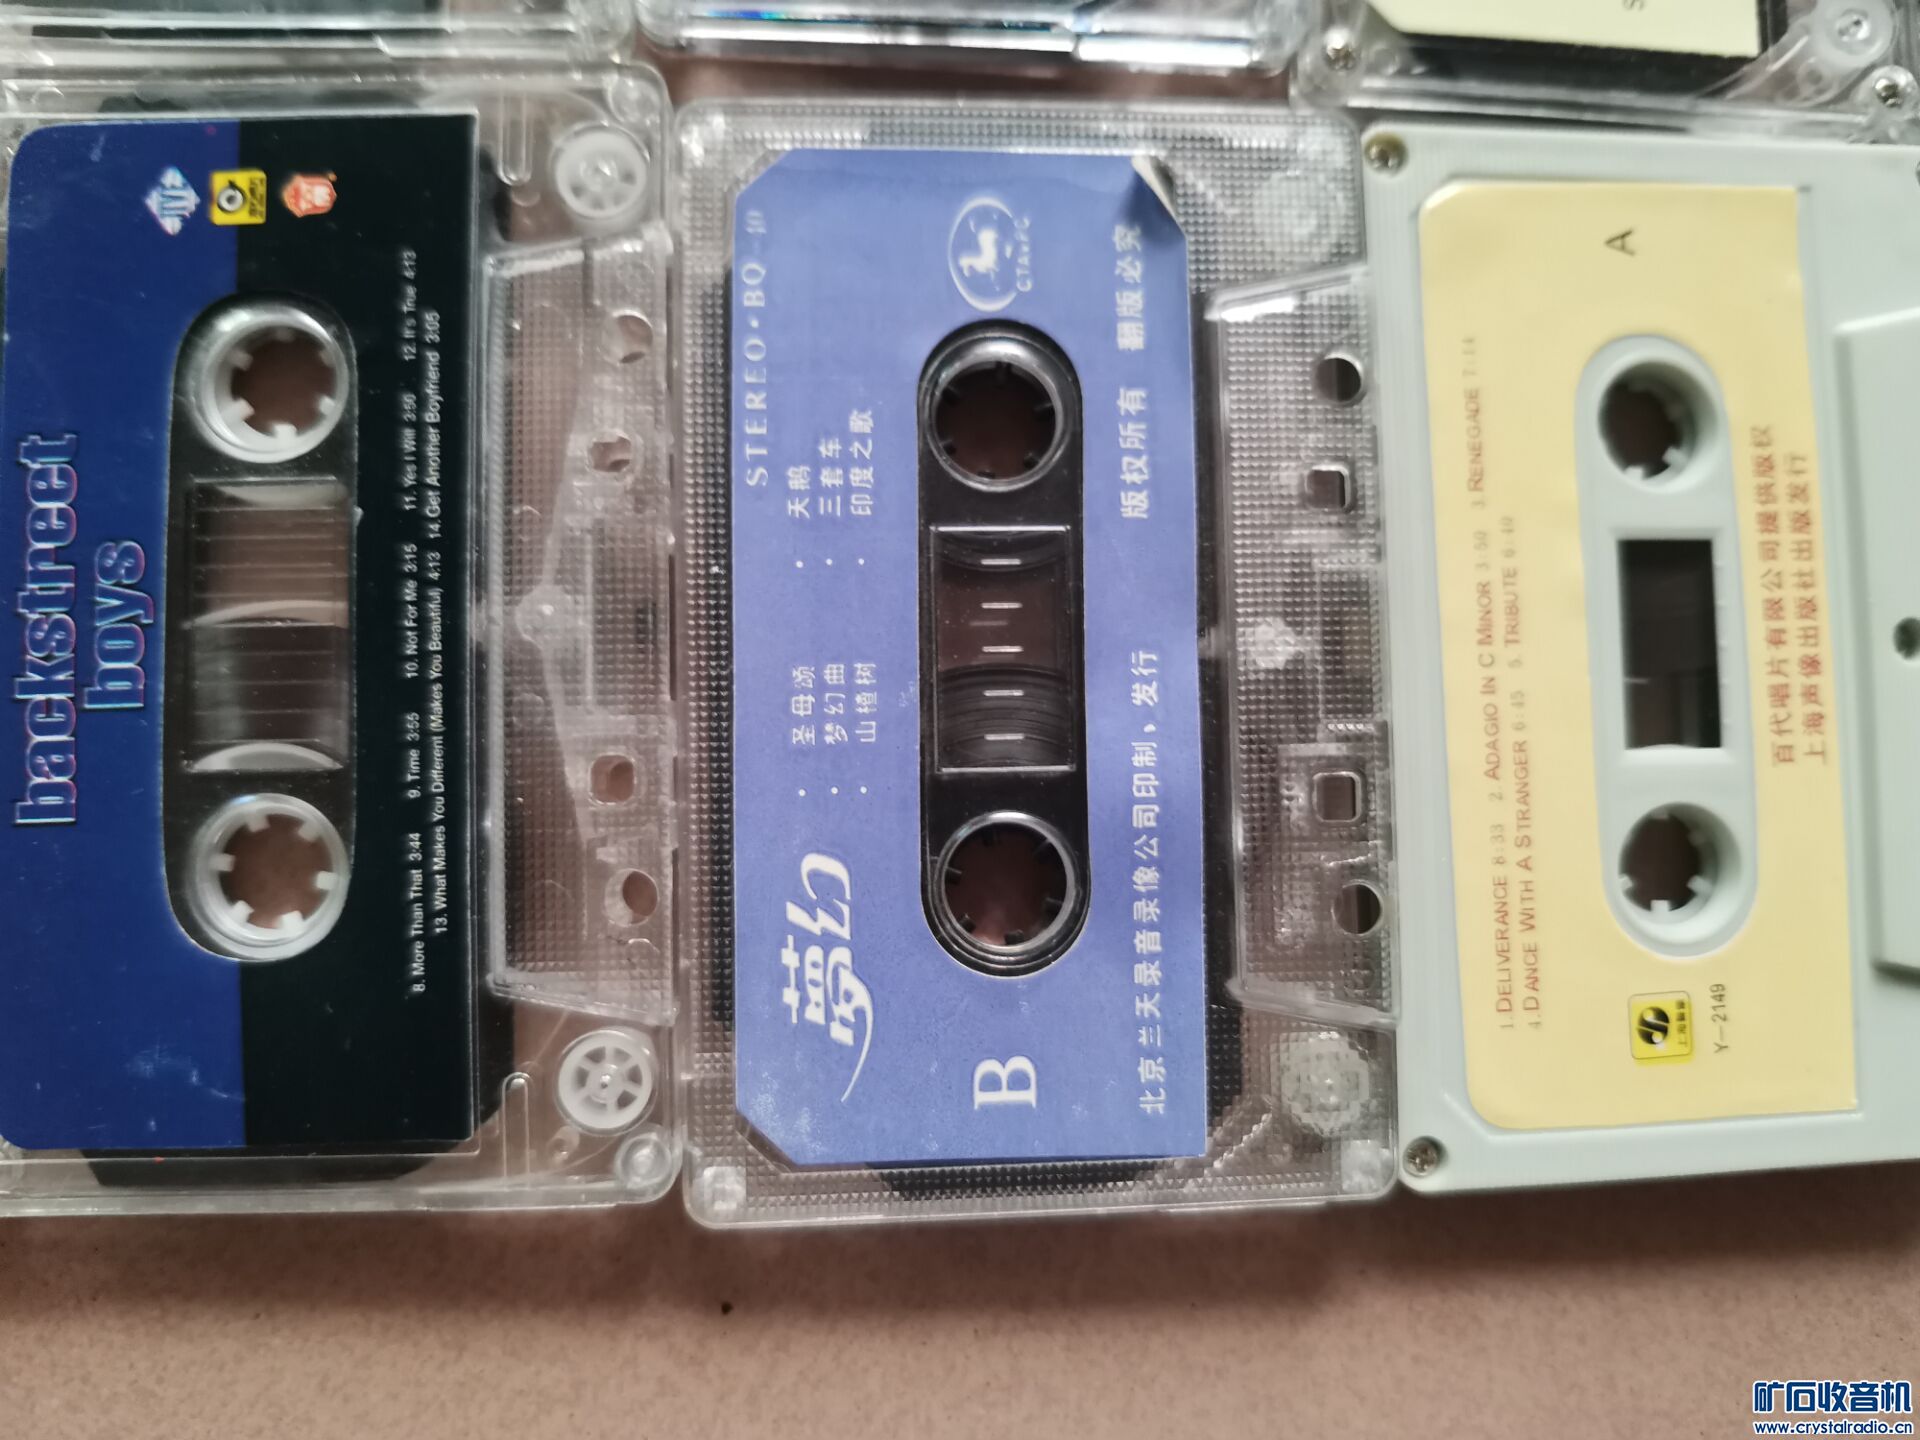 backstreet
boys
8. More Than That 3:44 9. Time 3:55 10. Not For Me 3:15 11. Yes I Will 3:50 12. It's True 4:13
13. What Makes You Different (Makes You Beautiful) 4:13 14. Get Another Boyfriend 3:05
STEREO·BQ-40
夢幻
·圣母颂 ·天鹅
·梦幻曲 ·三套车
·山楂树 ·印度之歌
B
CTAVPC
北京兰天录音录像公司印制、发行 版权所有 翻版必究
1. DELIVERANCE 8:33 2. ADAGIO IN C MINOR 3:50 3. RENEGADE 7:14
4. DANCE WITH A STRANGER 6:45 5. TRIBUTE 6:40
A
上海声像
Y—2149
百代唱片有限公司提供版权
上海声像出版社出版发行
矿石收音机
www.crystalradio.cn